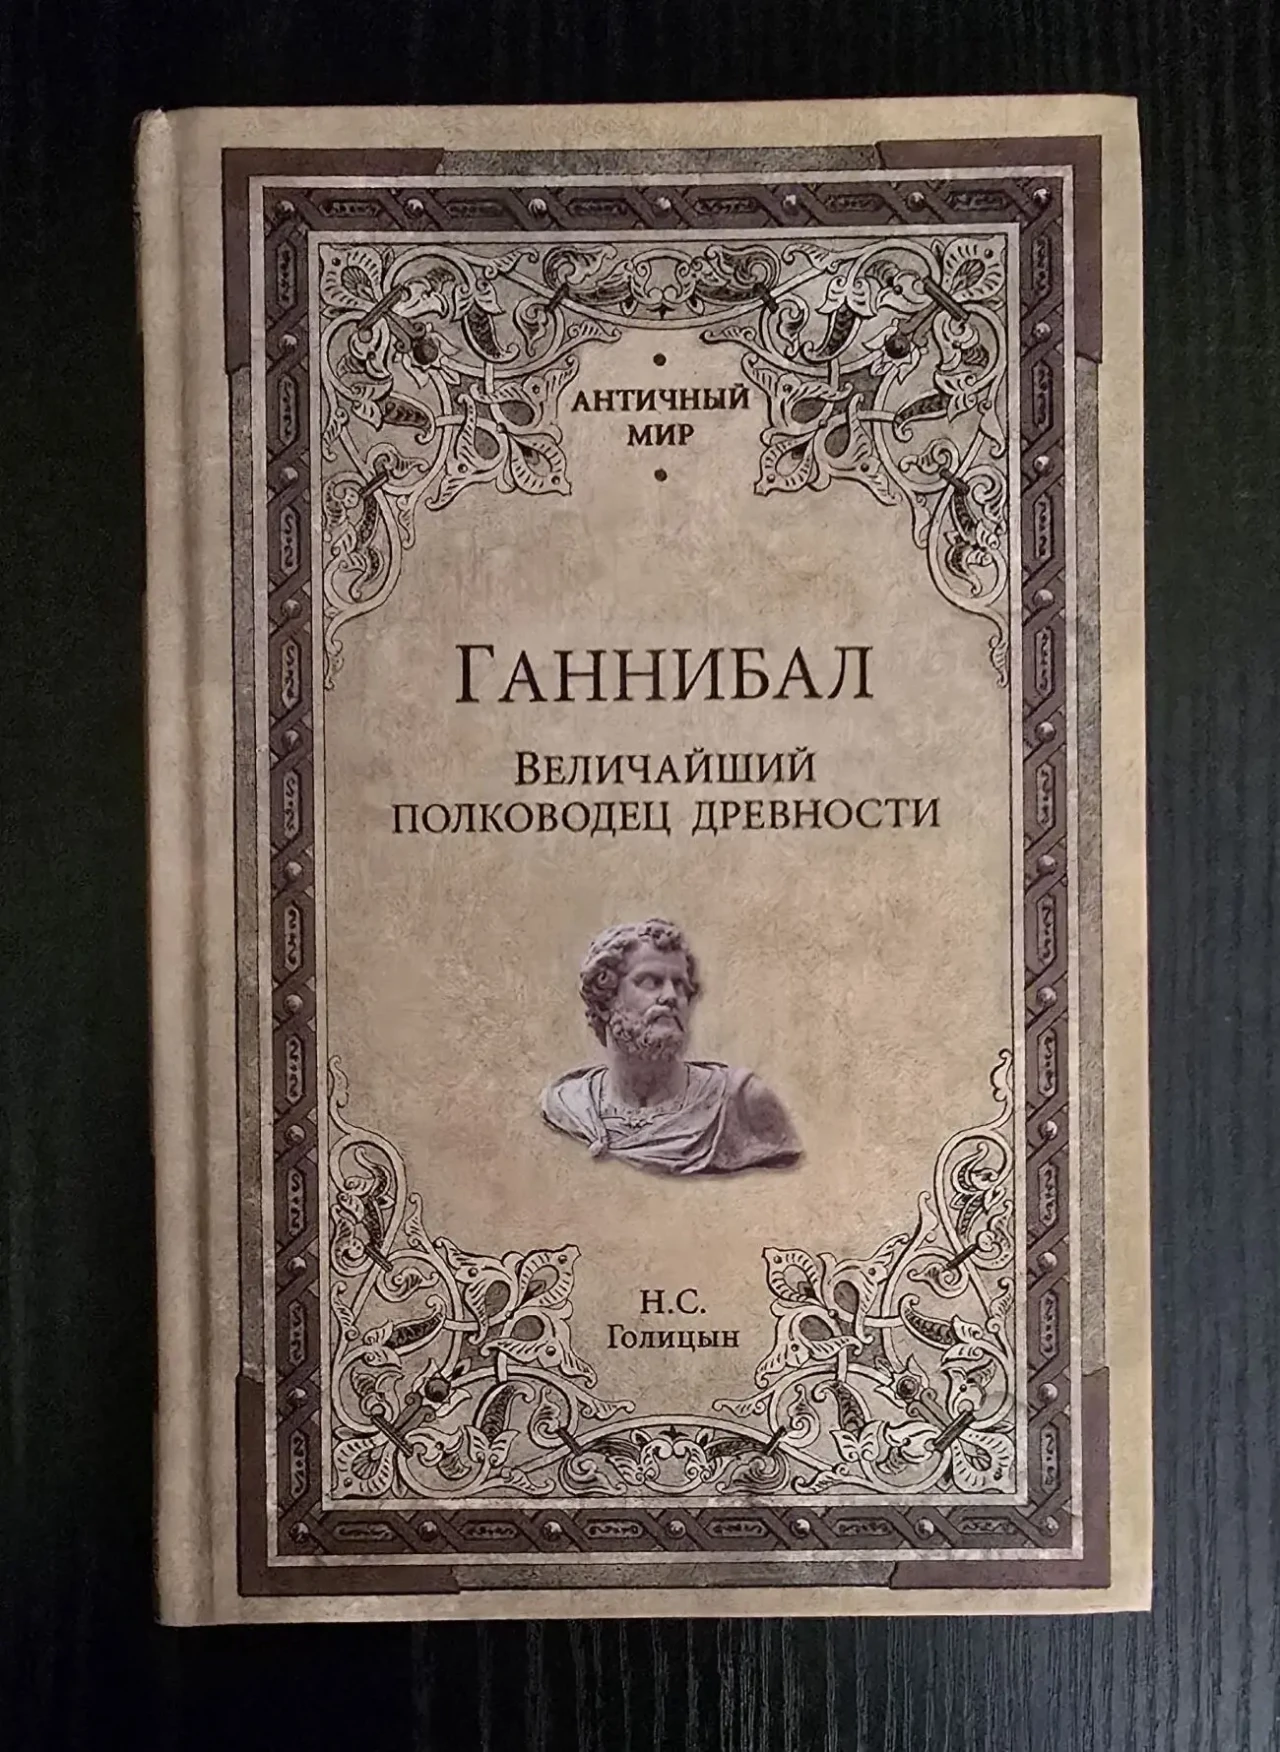 АНТИЧНЫЙ
МИР
ГАННИБАЛ
ВЕЛИЧАЙШИЙ
ПОЛКОВОДЕЦ ДРЕВНОСТИ
Н.С.
Голицын